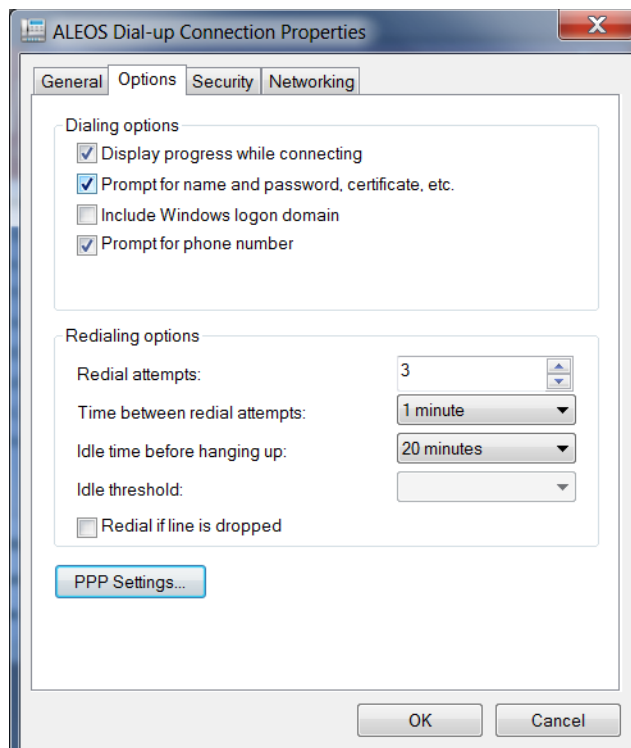 ALEOS Dial-up Connection Properties
General Options Security Networking
Dialing options
Display progress while connecting
Prompt for name and password, certificate, etc.
Include Windows logon domain
Prompt for phone number
Redialing options
Redial attempts: 3
Time between redial attempts: 1 minute
Idle time before hanging up: 20 minutes
Idle threshold:
Redial if line is dropped
PPP Settings...
OK Cancel